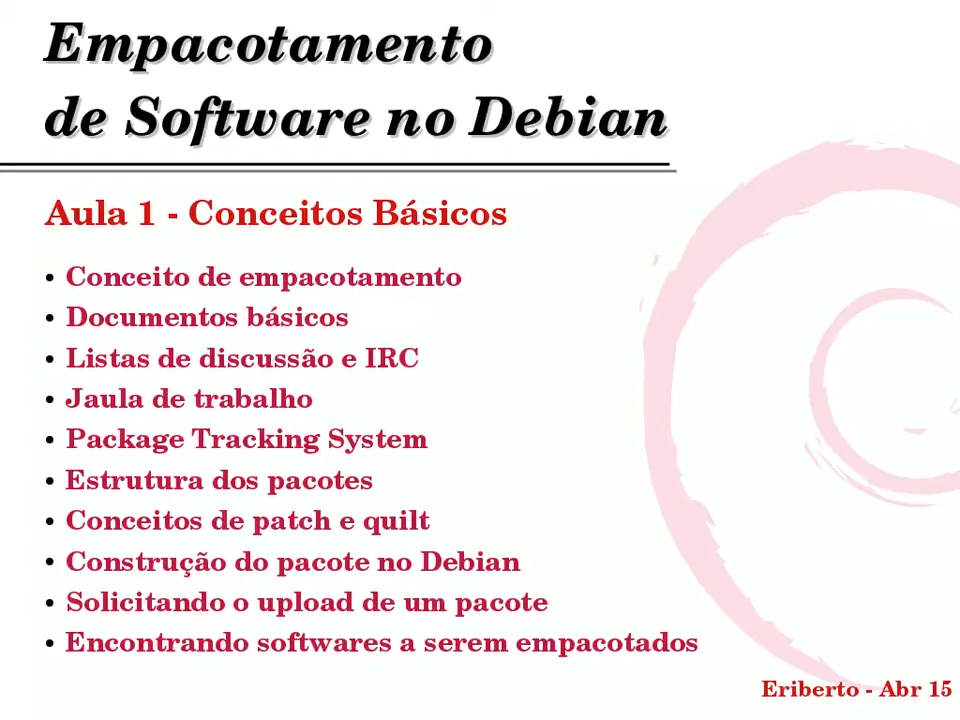 Empacotamento
de Software no Debian
Aula 1 - Conceitos Básicos
• Conceito de empacotamento
• Documentos básicos
• Listas de discussão e IRC
• Jaula de trabalho
• Package Tracking System
• Estrutura dos pacotes
• Conceitos de patch e quilt
• Construção do pacote no Debian
• Solicitando o upload de um pacote
• Encontrando softwares a serem empacotados
Eriberto - Abr 15